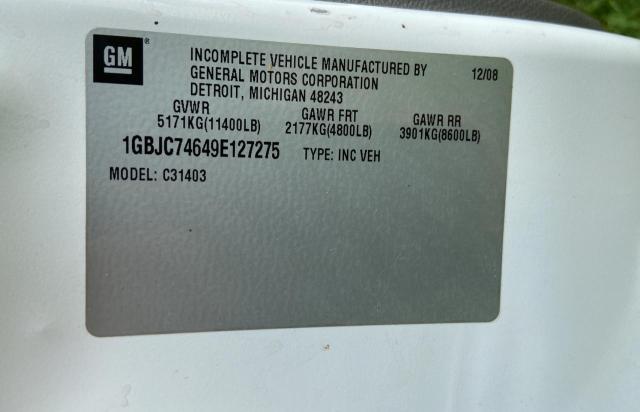 GM ®
INCOMPLETE VEHICLE MANUFACTURED BY 12/08
GENERAL MOTORS CORPORATION
DETROIT, MICHIGAN 48243
GVWR GAWR FRT GAWR RR
5171KG(11400LB) 2177KG(4800LB) 3901KG(8600LB)
1GBJC74649E127275 TYPE: INC VEH
MODEL: C31403